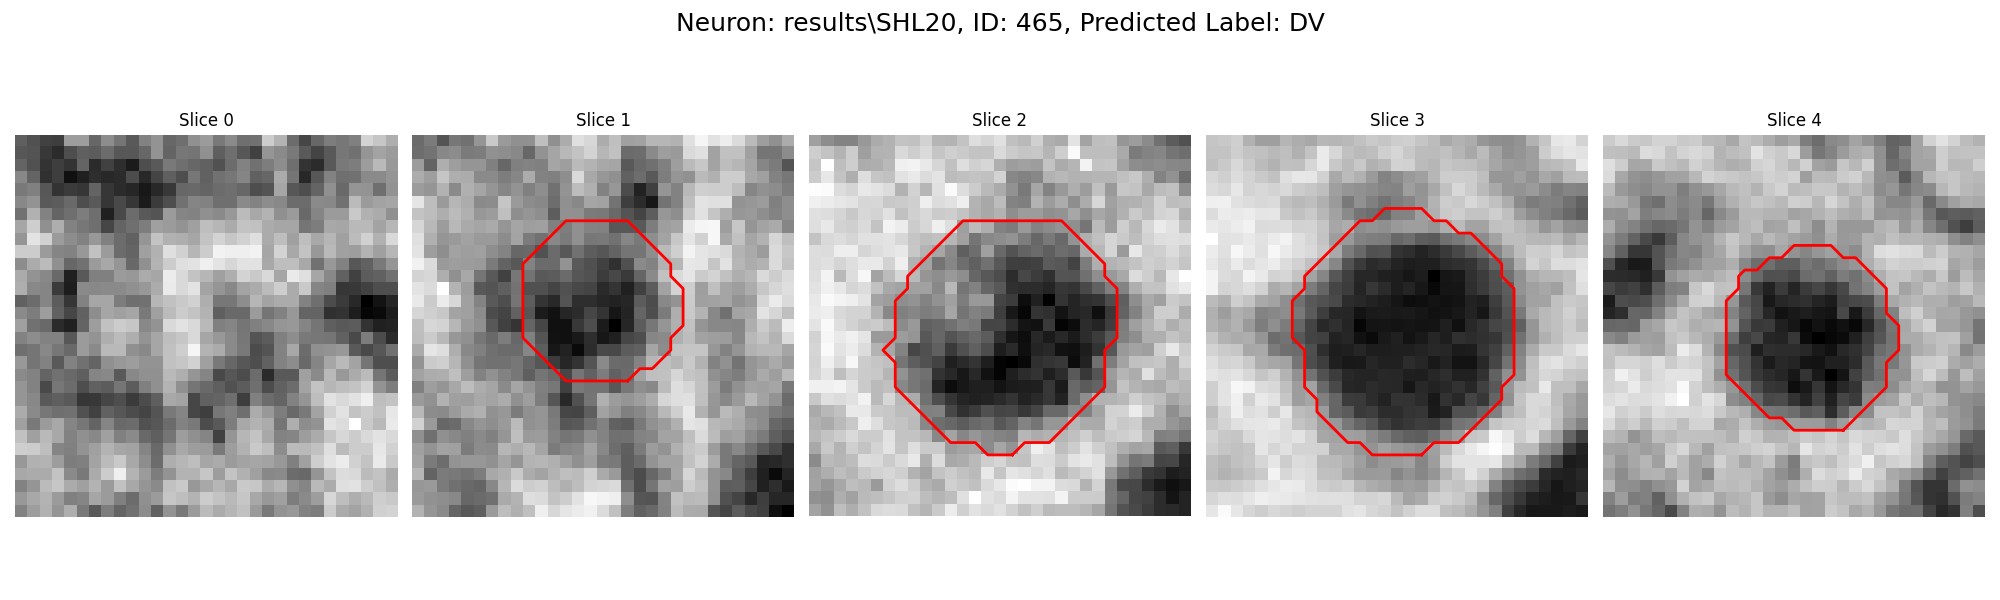 Neuron: results\SHL20, ID: 465, Predicted Label: DV
Slice 0
Slice 1
Slice 2
Slice 3
Slice 4